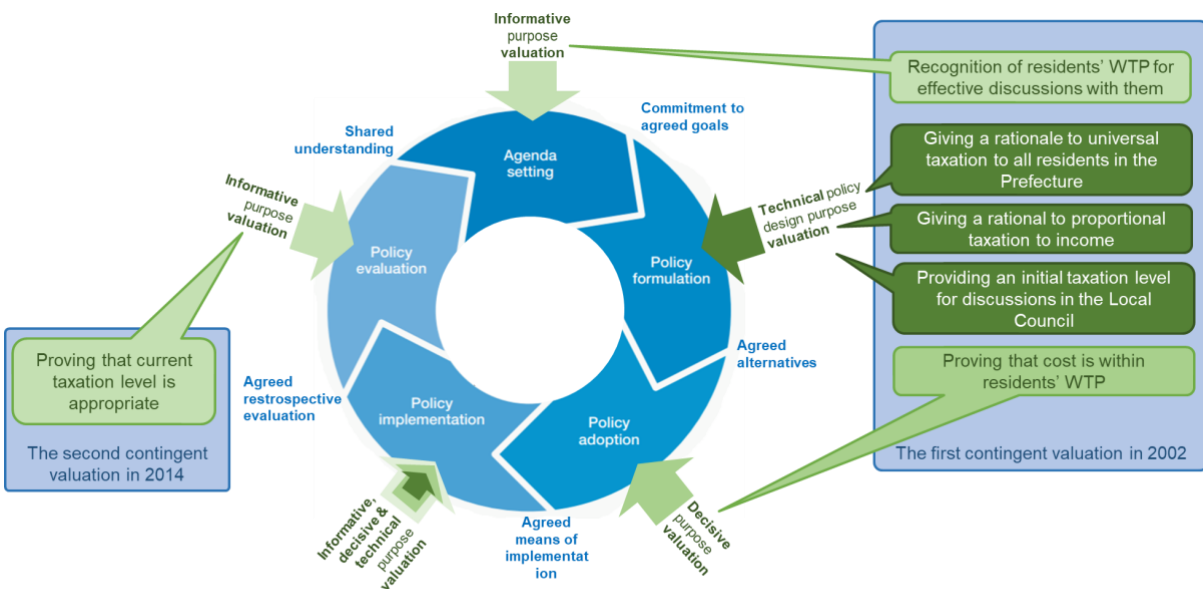 Informative
purpose
valuation
Recognition of residents' WTP for
effective discussions with them
Commitment to
agreed goals
Shared
understanding
Agenda
setting
Giving a rationale to universal
taxation to all residents in the
Prefecture
Informative
purpose
valuation
Technical policy
design purpose
valuation
Giving a rational to proportional
taxation to income
Policy
evaluation
Policy
formulation
Providing an initial taxation level
for discussions in the Local
Council
Proving that current
taxation level is
appropriate
Agreed
alternatives
Proving that cost is within
residents' WTP
Agreed
restrospective
evaluation
Policy
implementation
Policy
adoption
The second contingent
valuation in 2014
The first contingent valuation in 2002
Informative,
decisive &
technical
purpose
valuation
Agreed
means of
implementat
ion
Decisive
purpose
valuation